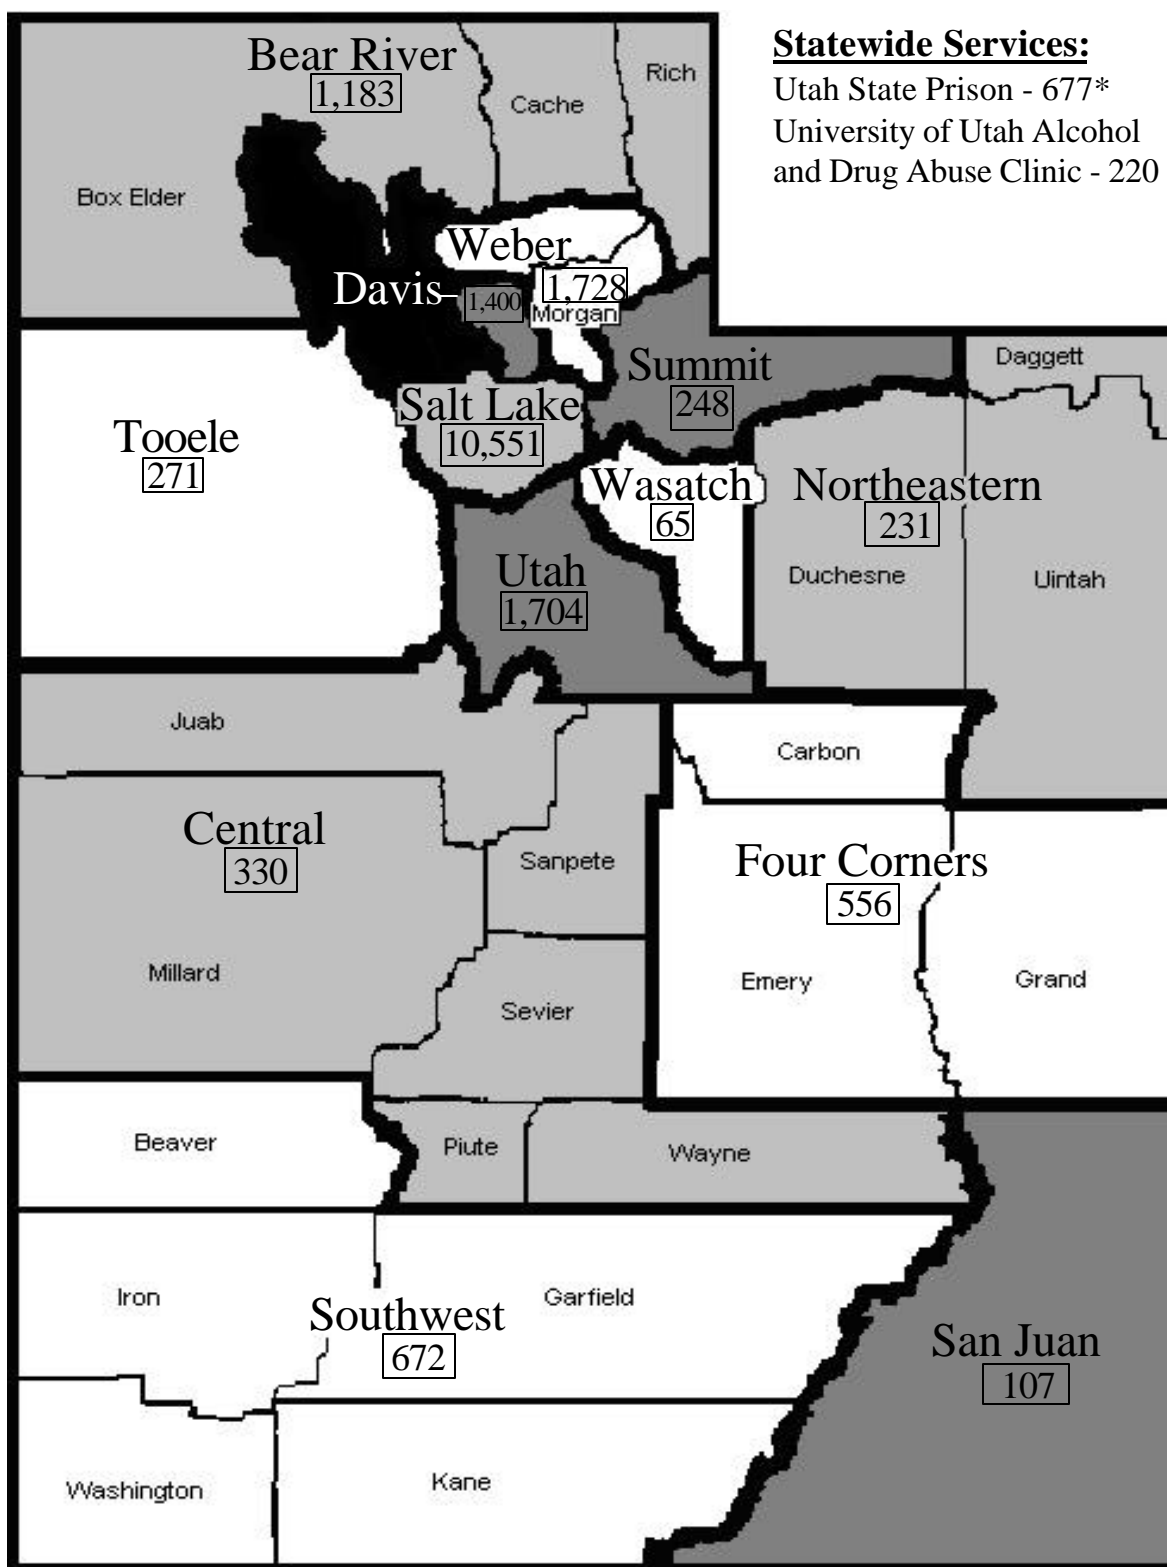 Statewide Services:
Utah State Prison - 677*
University of Utah Alcohol
and Drug Abuse Clinic - 220
Bear River
1,183
Rich
Cache
Box Elder
Weber
1,728
Davis
1,400
Morgan
Summit
248
Daggett
Salt Lake
10,551
Tooele
271
Wasatch
65
Northeastern
231
Utah
1,704
Duchesne
Uintah
Juab
Carbon
Central
330
Sanpete
Four Corners
556
Millard
Emery
Grand
Sevier
Beaver
Piute
Wayne
Iron
Garfield
Southwest
672
San Juan
107
Washington
Kane